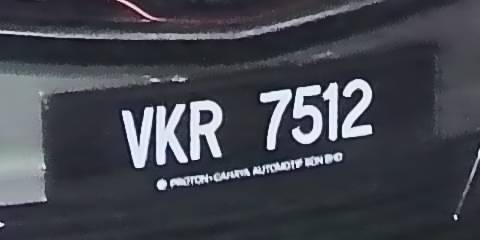 VKR 7512
PROTON-CAHAYA AUTOMOTIF SDN BHD